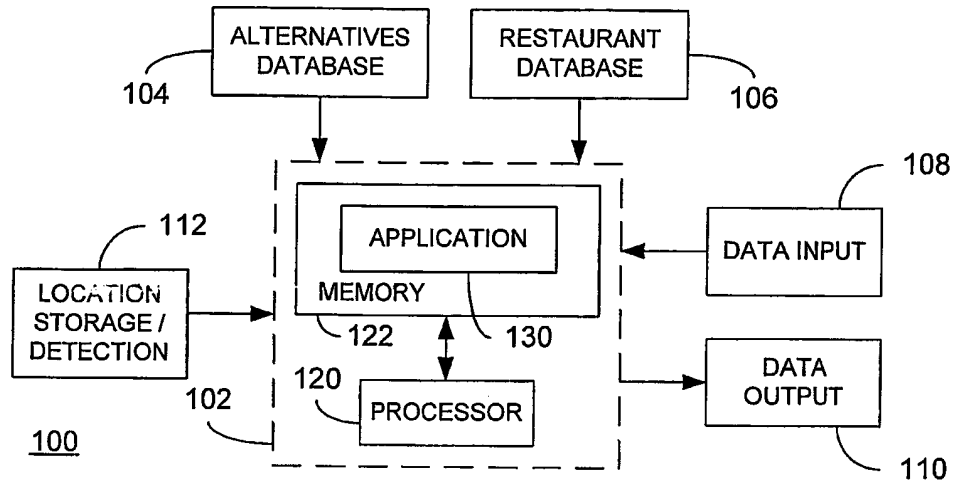 ALTERNATIVES
DATABASE
104
RESTAURANT
DATABASE
106
108
112
APPLICATION
DATA INPUT
LOCATION
STORAGE /
DETECTION
MEMORY
122
130
120
PROCESSOR
DATA
OUTPUT
102
100
110